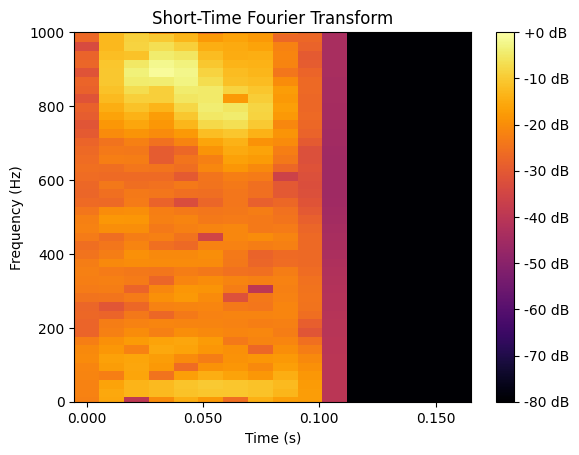 Short-Time Fourier Transform
1000
800
600
400
200
0
Frequency (Hz)
0.000
0.050
0.100
0.150
Time (s)
+0 dB
-10 dB
-20 dB
-30 dB
-40 dB
-50 dB
-60 dB
-70 dB
-80 dB